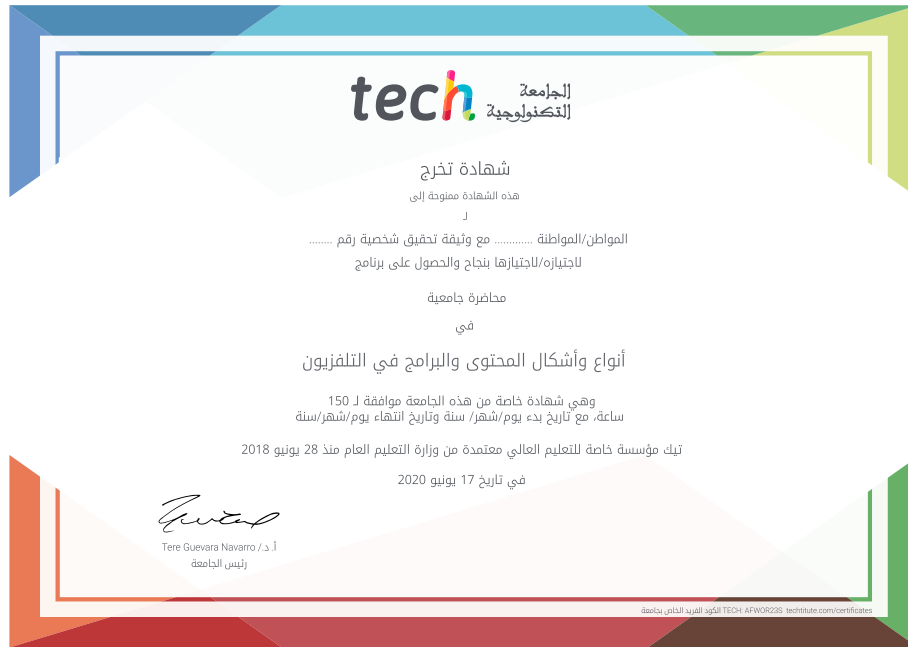 tech الجامعة
التكنولوجية
شهادة تخرج
هذه الشهادة ممنوحة إلى
لـ
المواطن/المواطنة ............. مع وثيقة تحقيق شخصية رقم ........
لاجتيازه/لاجتيازها بنجاح والحصول على برنامج
محاضرة جامعية
في
أنواع وأشكال المحتوى والبرامج في التلفزيون
وهي شهادة خاصة من هذه الجامعة موافقة لـ 150
ساعة، مع تاريخ بدء يوم/شهر/ سنة وتاريخ انتهاء يوم/شهر/سنة
تيك مؤسسة خاصة للتعليم العالي معتمدة من وزارة التعليم العام منذ 28 يونيو 2018
في تاريخ 17 يونيو 2020
أ. د./ Tere Guevara Navarro
رئيس الجامعة
الكود الفريد الخاص بجامعة TECH: AFWOR23S techtitute.com/certificates